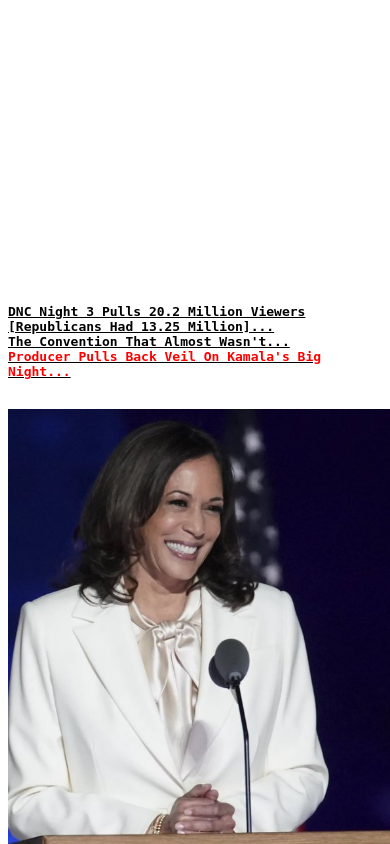 DNC Night 3 Pulls 20.2 Million Viewers
[Republicans Had 13.25 Million]...
The Convention That Almost Wasn't...
Producer Pulls Back Veil On Kamala's Big
Night...